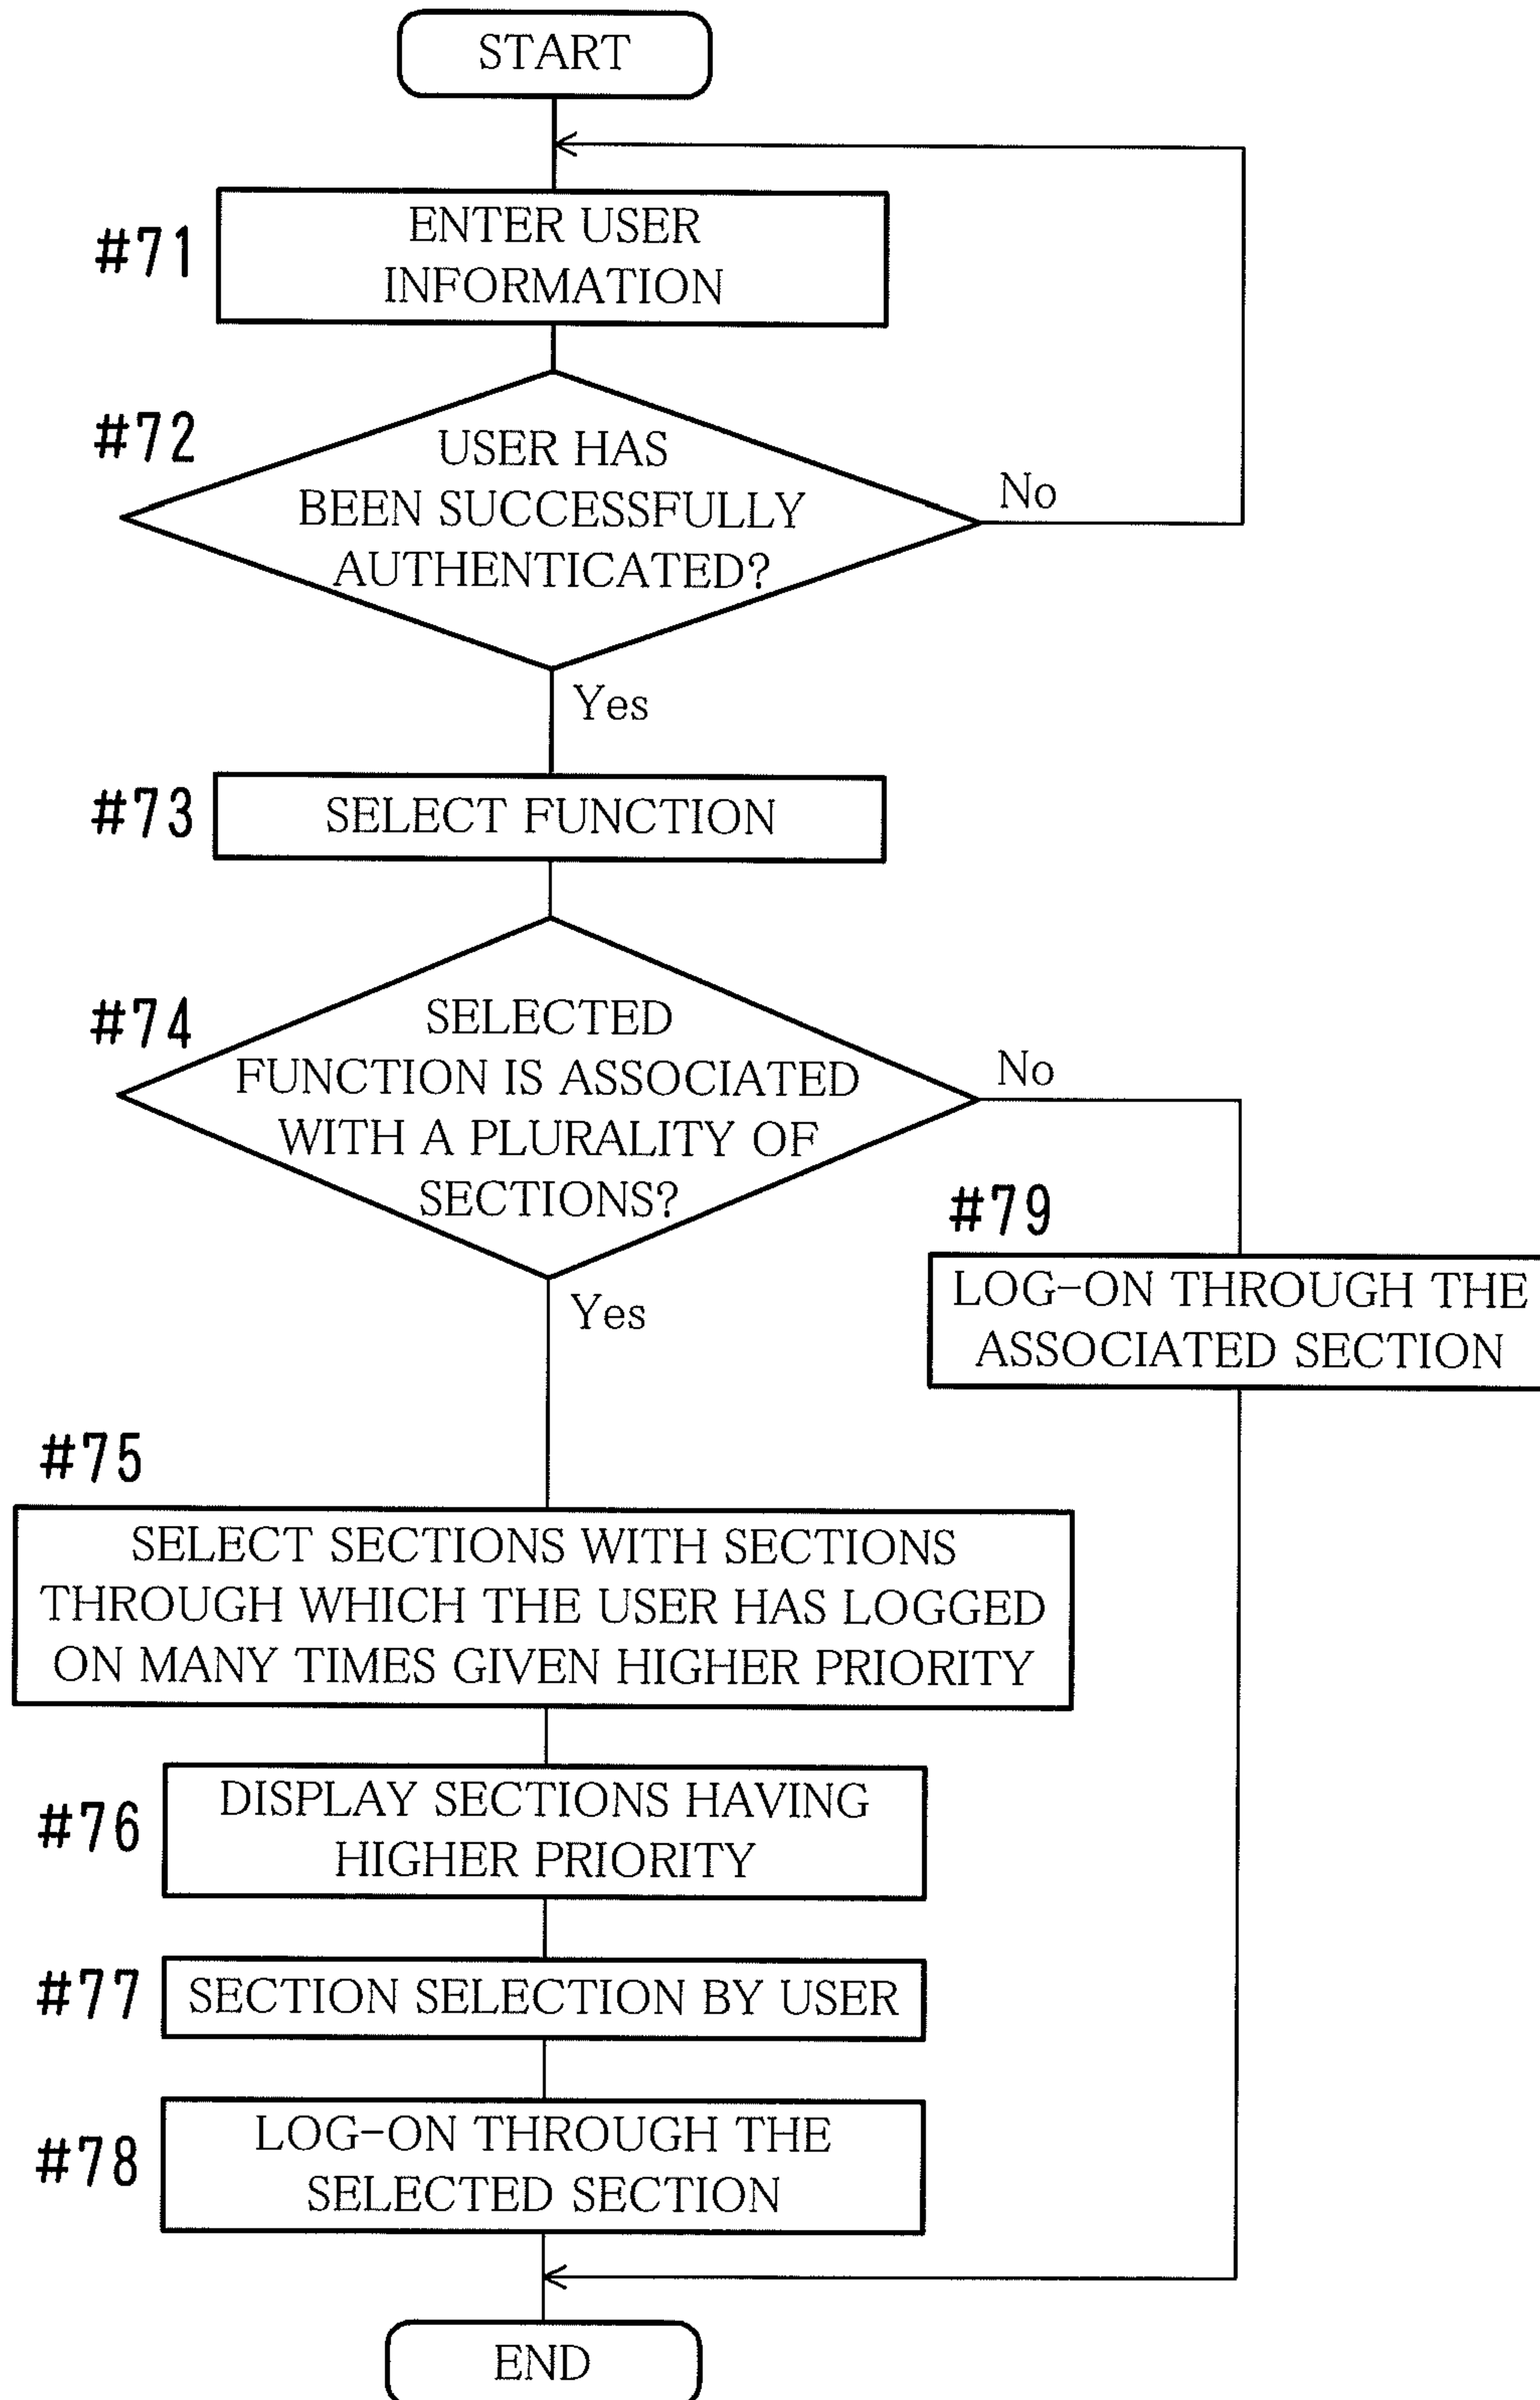 START
#71
ENTER USER
INFORMATION
#72
USER HAS
BEEN SUCCESSFULLY
AUTHENTICATED?
No
Yes
#73
SELECT FUNCTION
#74
SELECTED
FUNCTION IS ASSOCIATED
WITH A PLURALITY OF
SECTIONS?
No
Yes
#79
LOG-ON THROUGH THE
ASSOCIATED SECTION
#75
SELECT SECTIONS WITH SECTIONS
THROUGH WHICH THE USER HAS LOGGED
ON MANY TIMES GIVEN HIGHER PRIORITY
#76
DISPLAY SECTIONS HAVING
HIGHER PRIORITY
#77
SECTION SELECTION BY USER
#78
LOG-ON THROUGH THE
SELECTED SECTION
END